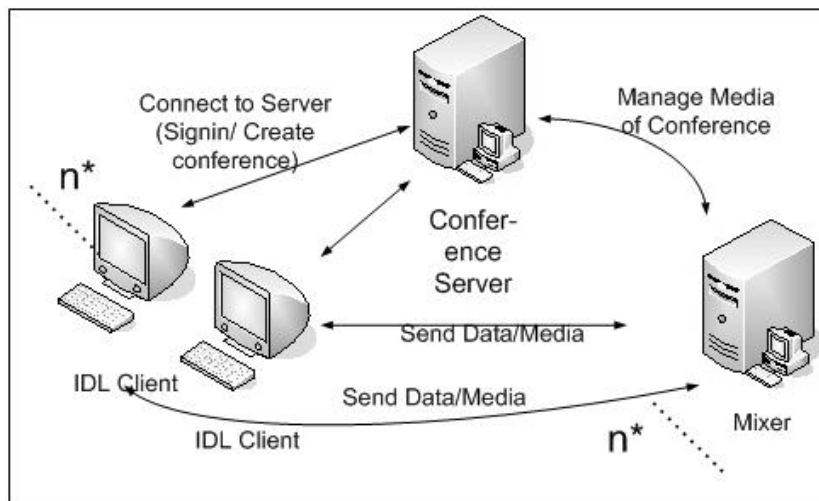 Connect to Server
(Signin/ Create
conference)
Manage Media
of Conference
n*
Confer-
ence
Server
Send Data/Media
IDL Client
Send Data/Media
IDL Client
n*
Mixer